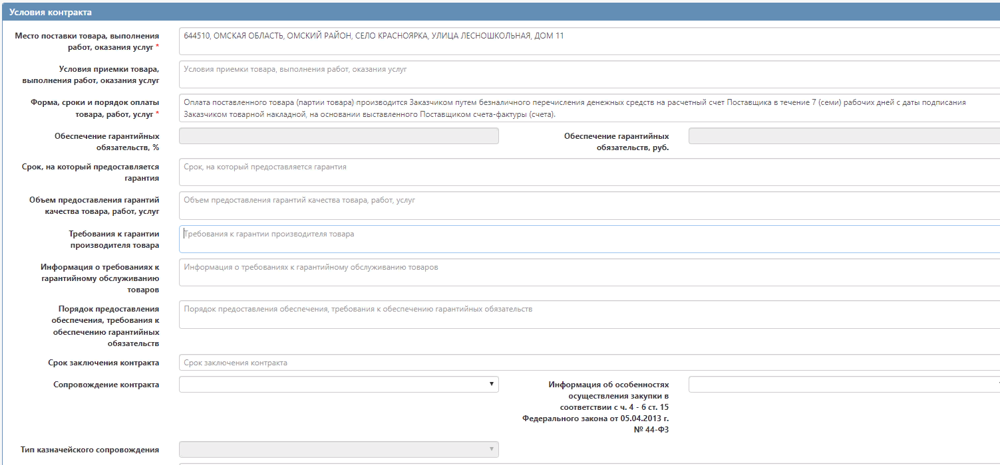 Условия контракта
Место поставки товара, выполнения
работ, оказания услуг *
644510, ОМСКАЯ ОБЛАСТЬ, ОМСКИЙ РАЙОН, СЕЛО КРАСНОЯРКА, УЛИЦА ЛЕСНОШКОЛЬНАЯ, ДОМ 11
Условия приемки товара,
выполнения работ, оказания услуг
Условия приемки товара, выполнения работ, оказания услуг
Форма, сроки и порядок оплаты
товара, работ, услуг *
Оплата поставленного товара (партии товара) производится Заказчиком путем безналичного перечисления денежных средств на расчетный счет Поставщика в течение 7 (семи) рабочих дней с даты подписания
Заказчиком товарной накладной, на основании выставленного Поставщиком счета-фактуры (счета).
Обеспечение гарантийных
обязательств, %
Обеспечение гарантийных
обязательств, руб.
Срок, на который предоставляется
гарантия
Срок, на который предоставляется гарантия
Объем предоставления гарантий
качества товара, работ, услуг
Объем предоставления гарантий качества товара, работ, услуг
Требования к гарантии
производителя товара
Требования к гарантии производителя товара
Информация о требованиях к
гарантийному обслуживанию
товаров
Информация о требованиях к гарантийному обслуживанию товаров
Порядок предоставления
обеспечения, требования к
обеспечению гарантийных
обязательств
Порядок предоставления обеспечения, требования к обеспечению гарантийных обязательств
Срок заключения контракта
Срок заключения контракта
Сопровождение контракта
Информация об особенностях
осуществления закупки в
соответствии с ч. 4 - 6 ст. 15
Федерального закона от 05.04.2013 г.
№ 44-ФЗ
Тип казначейского сопровождения